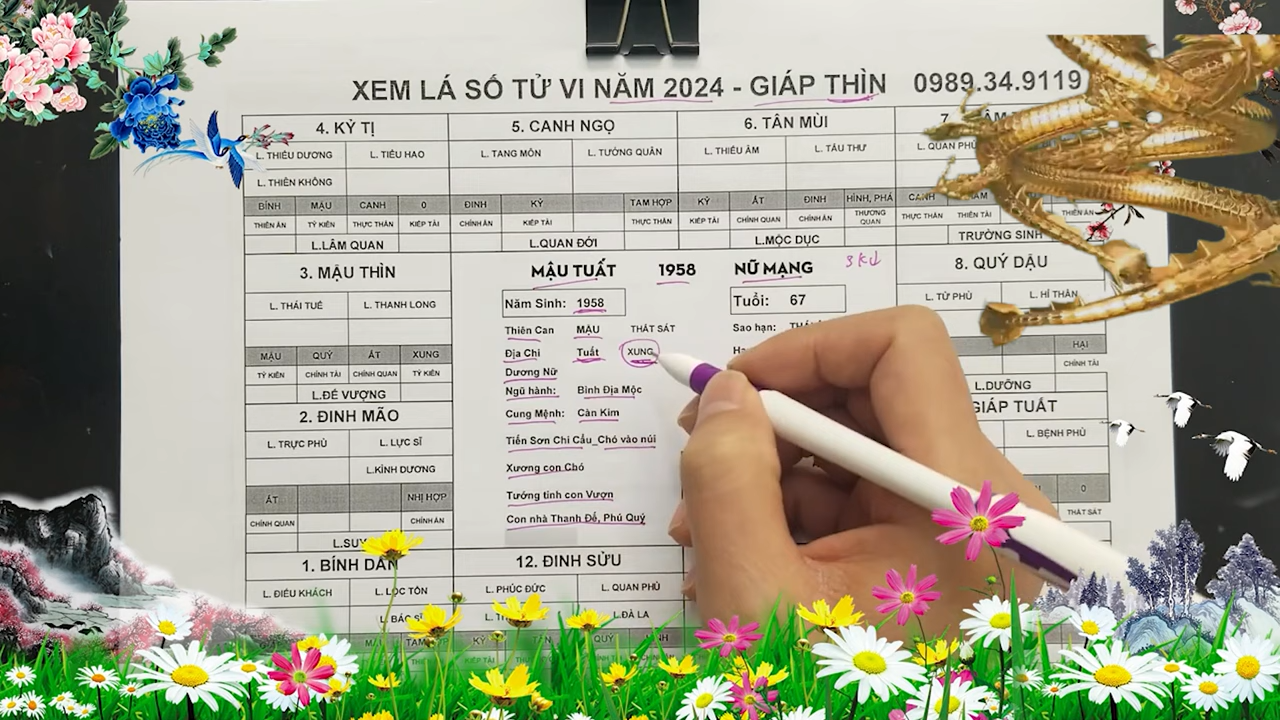 XEM LÁ SỐ TỬ VI NĂM 2024 - GIÁP THÌN 0989.34.9119
4. KỶ TỊ
L. THIẾU DƯƠNG L. TIỂU HAO
L. THIÊN KHÔNG
BÍNH MẬU CANH 0
THIÊN ẤN TỶ KIÊN THỰC THẦN KIẾP TÀI
L.LÂM QUAN
5. CANH NGỌ
L. TANG MÔN L. TƯỚNG QUÂN
ĐINH KỶ TAM HỢP
CHÍNH ẤN KIẾP TÀI THỰC THẦN
L.QUAN ĐỚI
6. TÂN MÙI
L. THIẾU ÂM L. TẤU THƯ
KỶ ẤT ĐINH HÌNH, PHÁ
KIẾP TÀI CHÍNH QUAN CHÍNH ẤN THƯƠNG QUAN
L.MỘC DỤC
7.
L. QUAN PHÙ
CANH
THỰC THẦN THIÊN TÀI THIÊN ẤN
TRƯỜNG SINH
3. MẬU THÌN
L. THÁI TUẾ L. THANH LONG
MẬU QUÝ ẤT XUNG
TỶ KIÊN CHÍNH TÀI CHÍNH QUAN TỶ KIÊN
L.ĐẾ VƯỢNG
MẬU TUẤT 1958 NỮ MẠNG 3 KU
Năm Sinh: 1958 Tuổi: 67
Thiên Can MẬU THẤT SÁT Sao hạn:
Địa Chi Tuất XUNG
Dương Nữ
Ngũ hành: Bình Địa Mộc
Cung Mệnh: Càn Kim
Tiến Sơn Chi Cẩu_Chó vào núi
Xương con Chó
Tướng tinh con Vượn
Con nhà Thanh Đế, Phú Quý
8. QUÝ DẬU
L. TỬ PHÙ L. HỈ THẦN
HẠI
CHÍNH TÀI
L.DƯỠNG
2. ĐINH MÃO
L. TRỰC PHÙ L. LỰC SĨ
L.KÌNH DƯƠNG
ẤT NHỊ HỢP
CHÍNH QUAN CHÍNH ẤN
GIÁP TUẤT
L. BỆNH PHÙ
0
THẤT SÁT
1. BÍNH DẦN
L. ĐIẾU KHÁCH L. LỘC TỒN
12. ĐINH SỬU
L. PHÚC ĐỨC L. QUAN PHỦ
L.ĐÀ LA